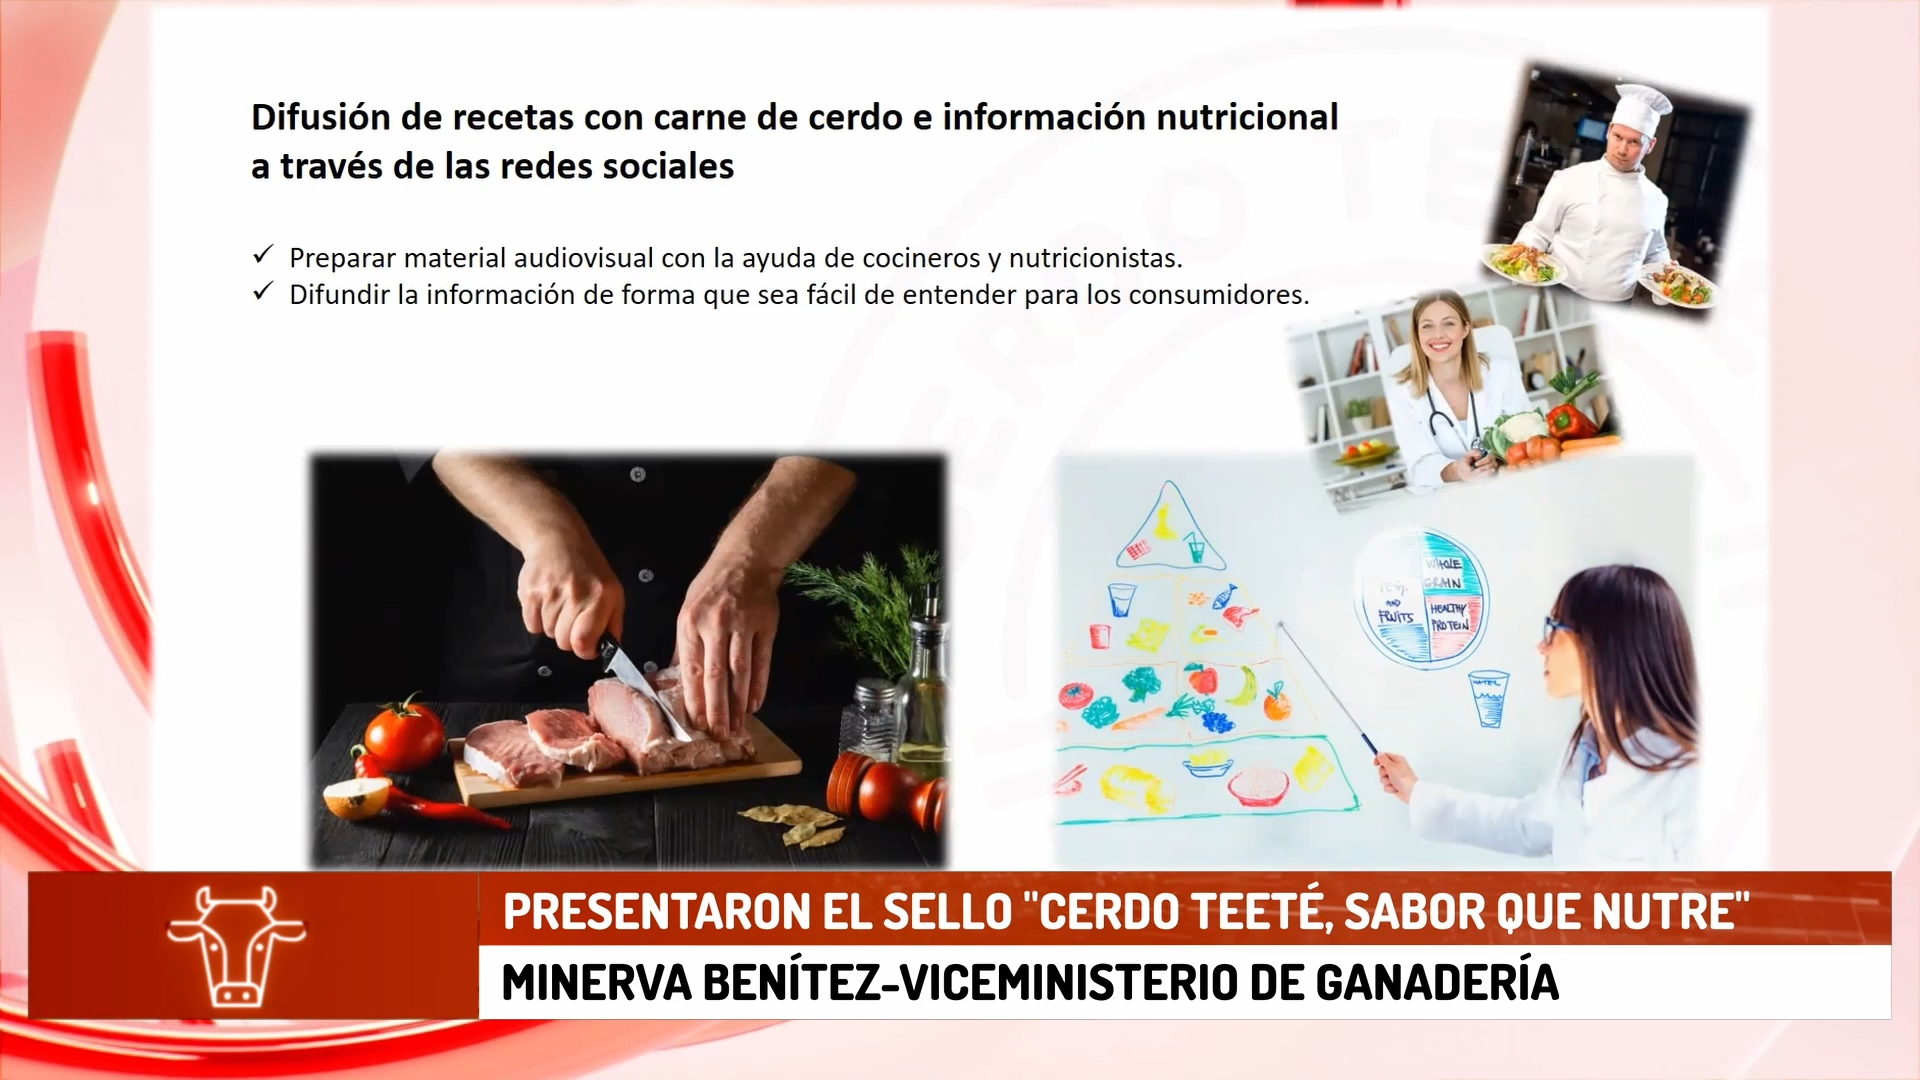 Difusión de recetas con carne de cerdo e información nutricional
a través de las redes sociales
✓ Preparar material audiovisual con la ayuda de cocineros y nutricionistas.
✓ Difundir la información de forma que sea fácil de entender para los consumidores.
WHOLE
GRAIN
AND
FRUITS
HEALTHY
PROTEIN
WATER
PRESENTARON EL SELLO "CERDO TEETÉ, SABOR QUE NUTRE"
MINERVA BENÍTEZ-VICEMINISTERIO DE GANADERÍA